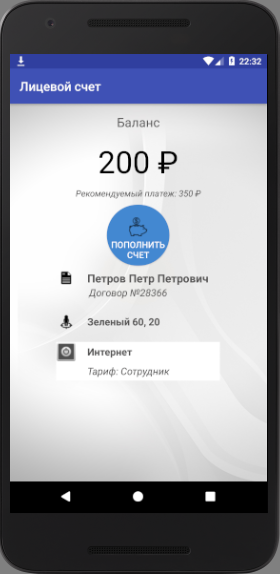 22:32
Лицевой счет
Баланс
200 ₽
Рекомендуемый платеж: 350 ₽
ПОПОЛНИТЬ
СЧЕТ
Петров Петр Петрович
Договор №28366
Зеленый 60, 20
Интернет
Тариф: Сотрудник